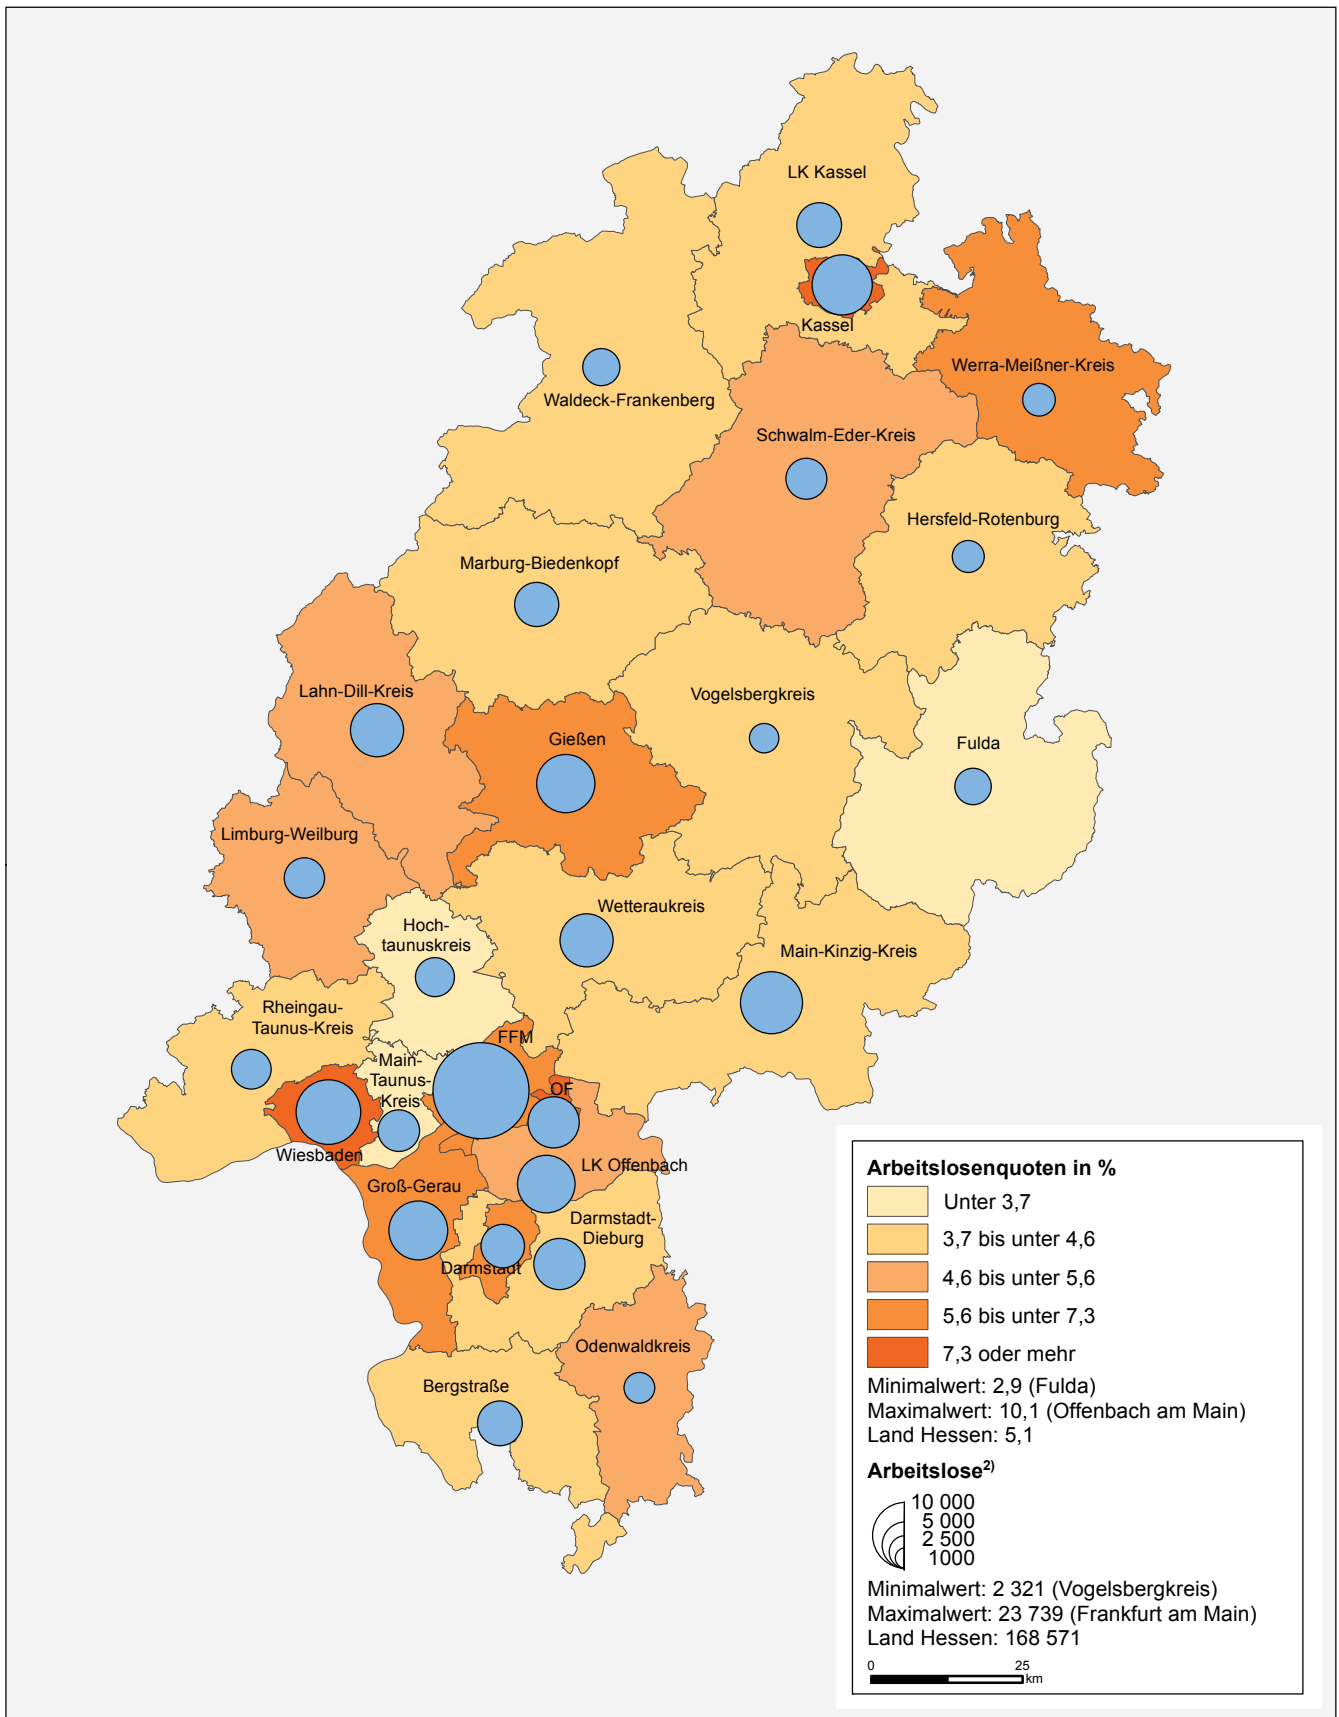 LK Kassel
Kassel
Werra-Meißner-Kreis
Waldeck-Frankenberg
Schwalm-Eder-Kreis
Hersfeld-Rotenburg
Marburg-Biedenkopf
Lahn-Dill-Kreis
Vogelsbergkreis
Gießen
Fulda
Limburg-Weilburg
Wetteraukreis
Hoch-
taunuskreis
Main-Kinzig-Kreis
Rheingau-
Taunus-Kreis
FFM
Main-
Taunus-
Kreis
OF
Wiesbaden
LK Offenbach
Groß-Gerau
Darmstadt-
Dieburg
Darmstadt
Odenwaldkreis
Bergstraße
Arbeitslosenquoten in %
Unter 3,7
3,7 bis unter 4,6
4,6 bis unter 5,6
5,6 bis unter 7,3
7,3 oder mehr
Minimalwert: 2,9 (Fulda)
Maximalwert: 10,1 (Offenbach am Main)
Land Hessen: 5,1
Arbeitslose2)
10 000
5 000
2 500
1000
Minimalwert: 2 321 (Vogelsbergkreis)
Maximalwert: 23 739 (Frankfurt am Main)
Land Hessen: 168 571
0 25
km